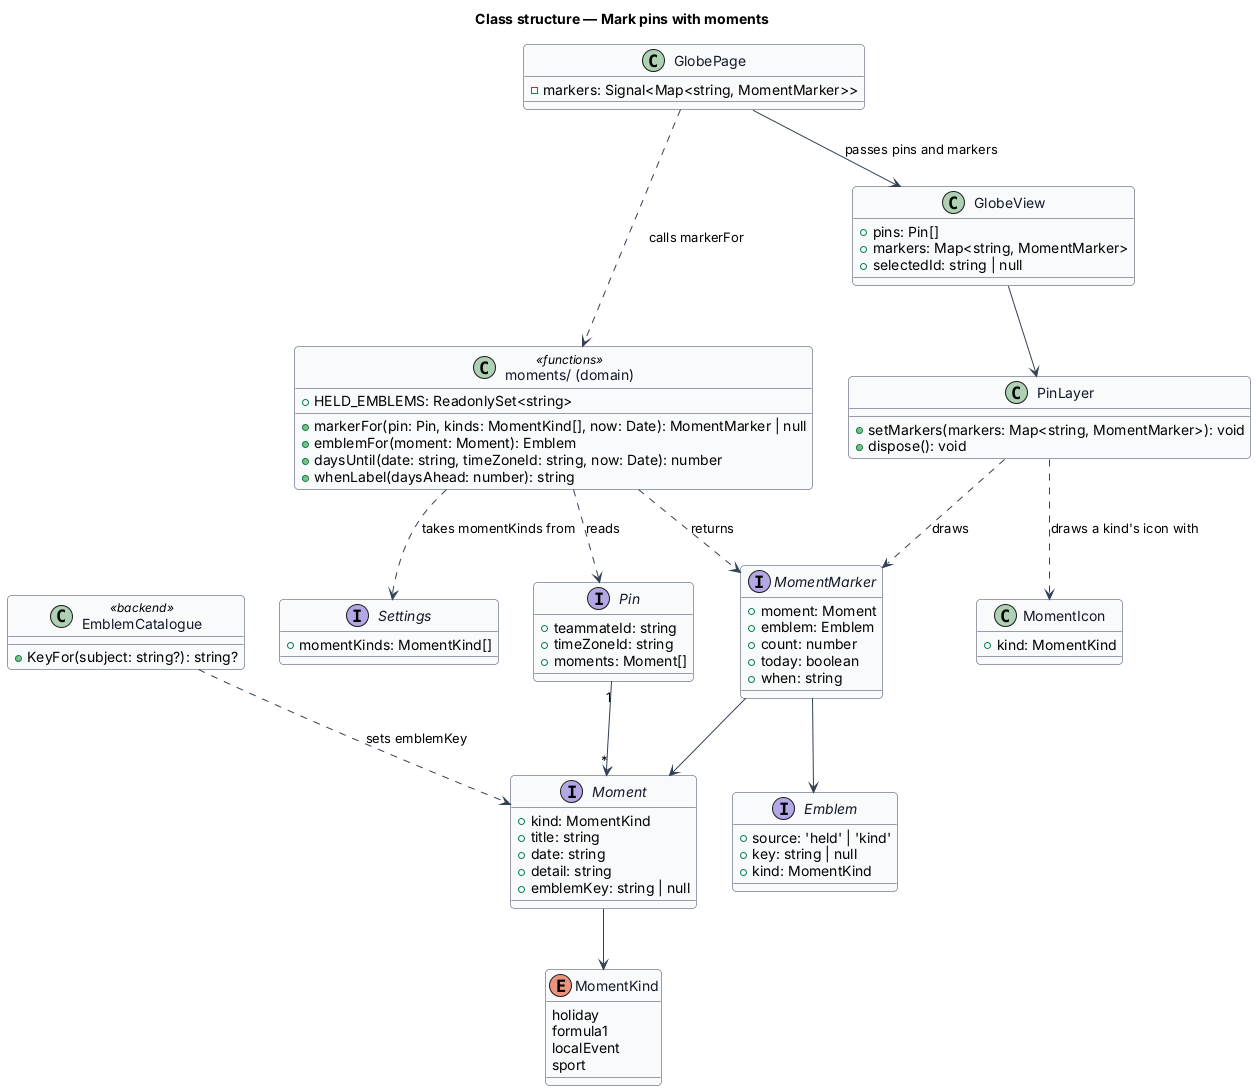 Class structure — Mark pins with moments
C GlobePage
markers: Signal<Map<string, MomentMarker>>
passes pins and markers
C GlobeView
pins: Pin[]
markers: Map<string, MomentMarker>
selectedId: string | null
calls markerFor
C «functions»
moments/ (domain)
HELD_EMBLEMS: ReadonlySet<string>
markerFor(pin: Pin, kinds: MomentKind[], now: Date): MomentMarker | null
emblemFor(moment: Moment): Emblem
daysUntil(date: string, timeZoneId: string, now: Date): number
whenLabel(daysAhead: number): string
C PinLayer
setMarkers(markers: Map<string, MomentMarker>): void
dispose(): void
takes momentKinds from
reads
returns
draws
draws a kind's icon with
C «backend»
EmblemCatalogue
KeyFor(subject: string?): string?
I Settings
momentKinds: MomentKind[]
I Pin
teammateId: string
timeZoneId: string
moments: Moment[]
I MomentMarker
moment: Moment
emblem: Emblem
count: number
today: boolean
when: string
C MomentIcon
kind: MomentKind
1
sets emblemKey
*
I Moment
kind: MomentKind
title: string
date: string
detail: string
emblemKey: string | null
I Emblem
source: 'held' | 'kind'
key: string | null
kind: MomentKind
E MomentKind
holiday
formula1
localEvent
sport